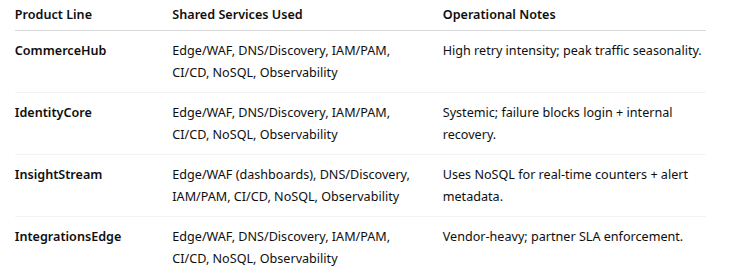 Product Line Shared Services Used Operational Notes
CommerceHub Edge/WAF, DNS/Discovery, IAM/PAM, High retry intensity; peak traffic seasonality.
CI/CD, NoSQL, Observability
IdentityCore Edge/WAF, DNS/Discovery, IAM/PAM, Systemic; failure blocks login + internal
CI/CD, NoSQL, Observability recovery.
InsightStream Edge/WAF (dashboards), DNS/Discovery, Uses NoSQL for real-time counters + alert
IAM/PAM, CI/CD, NoSQL, Observability metadata.
IntegrationsEdge Edge/WAF, DNS/Discovery, IAM/PAM, Vendor-heavy; partner SLA enforcement.
CI/CD, NoSQL, Observability